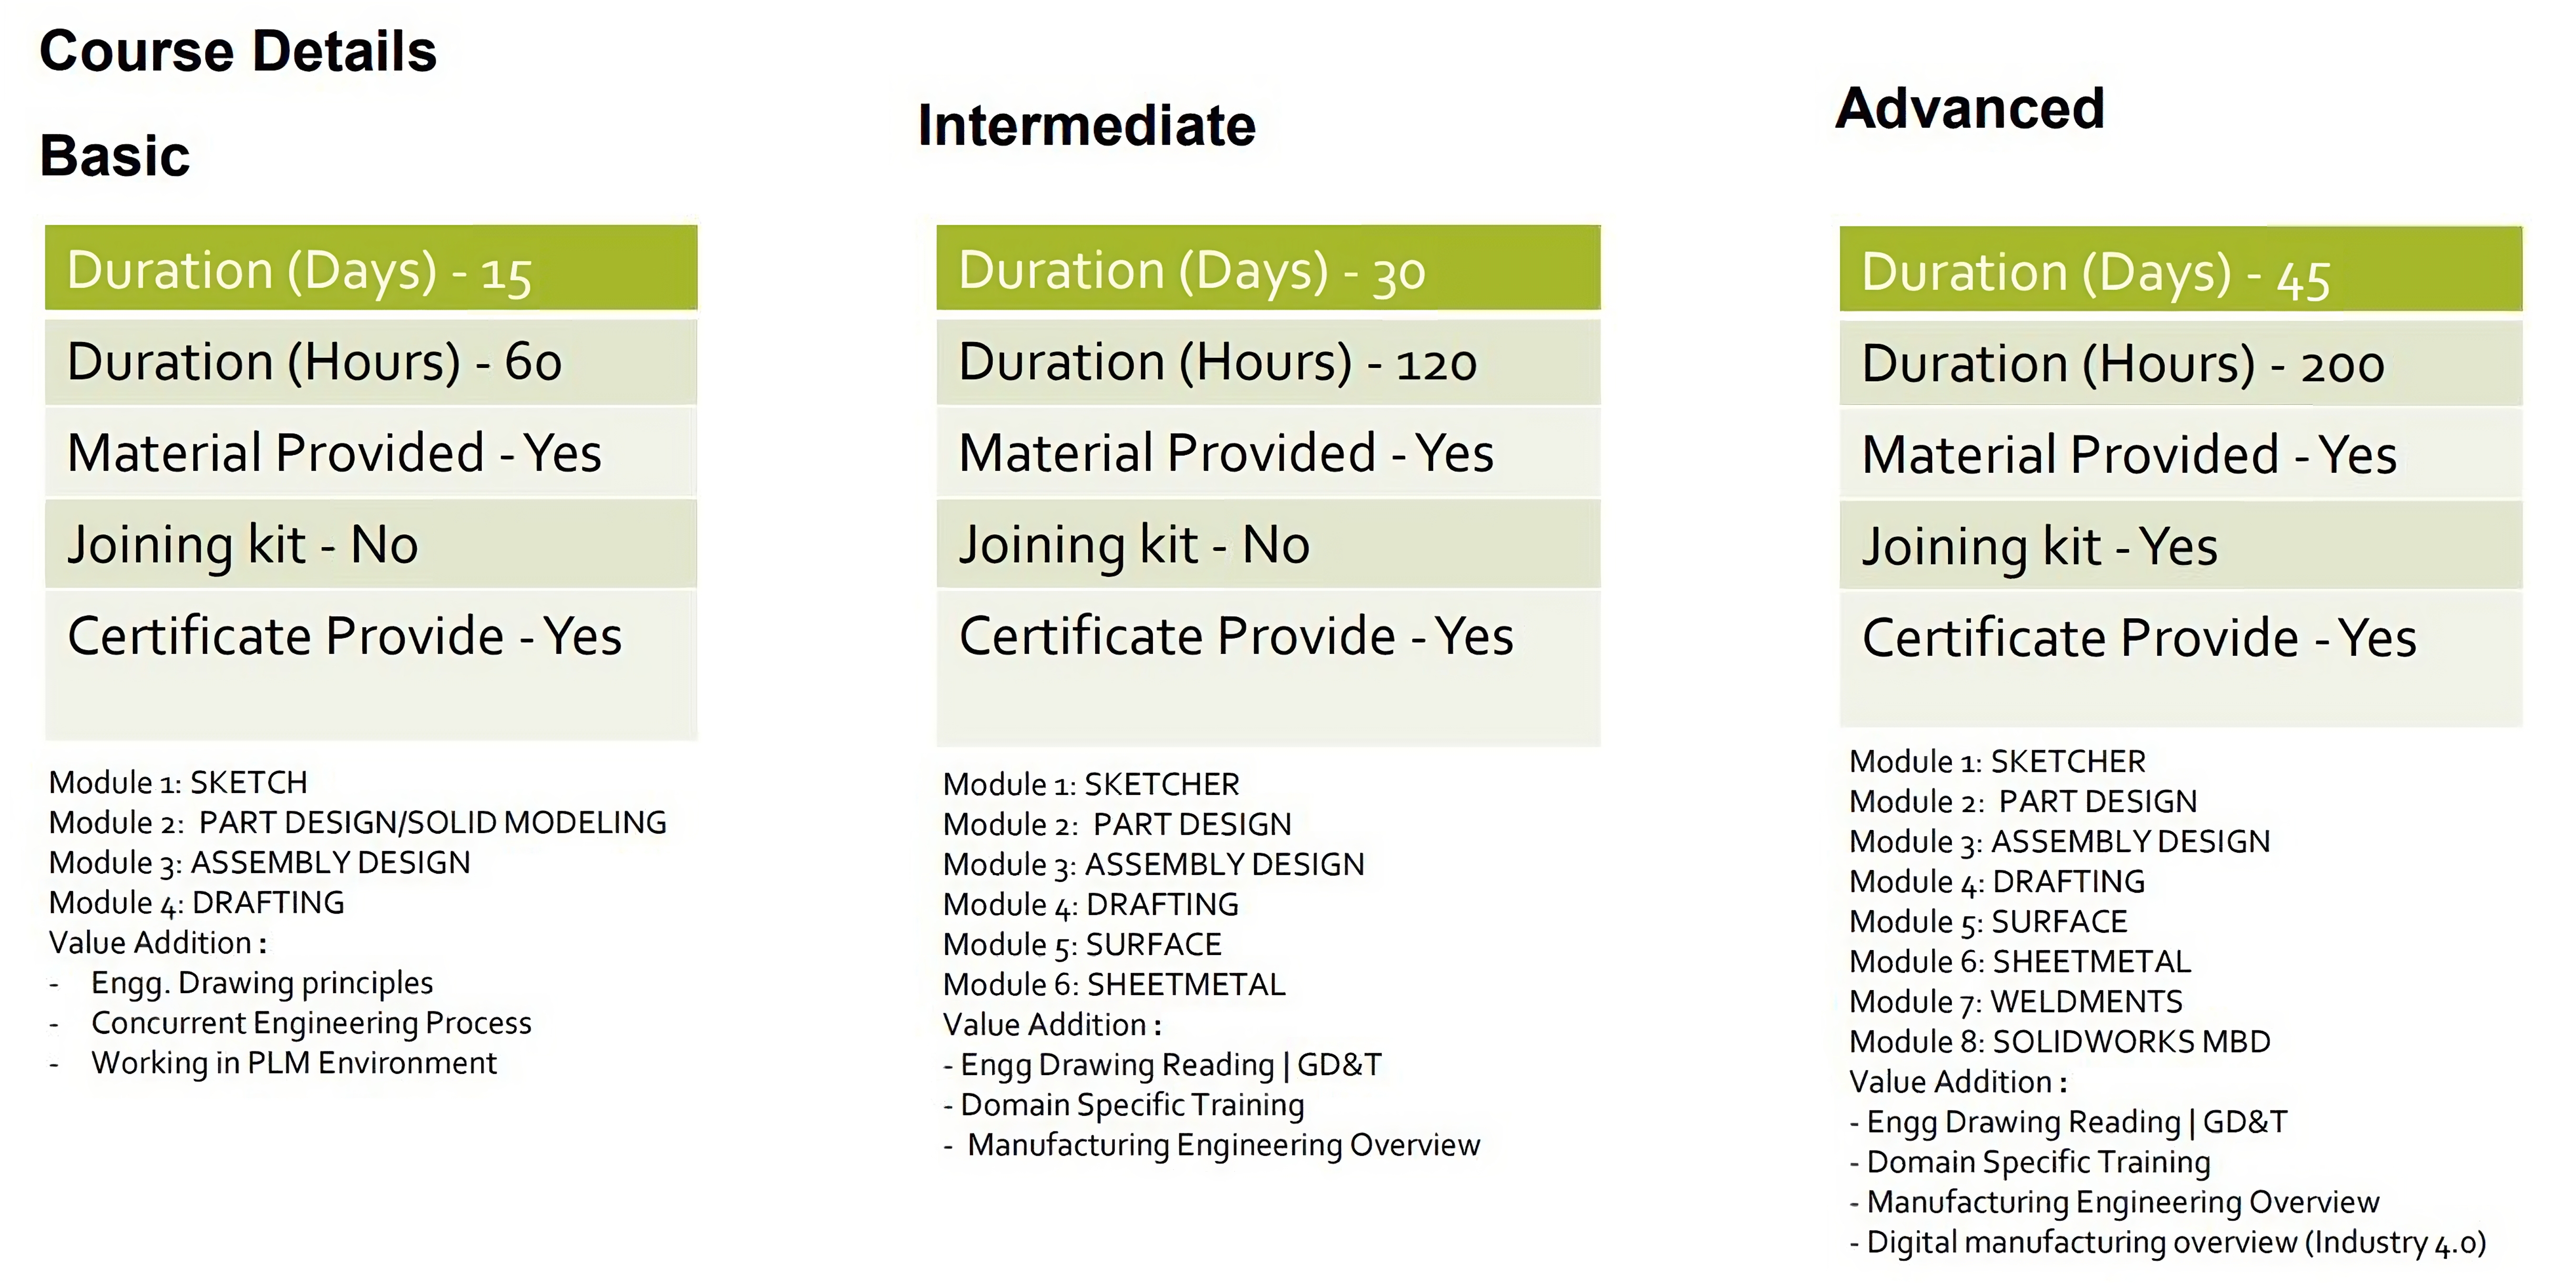 Course Details
Basic
Duration (Days) - 15
Duration (Hours) - 60
Material Provided - Yes
Joining kit - No
Certificate Provide - Yes
Module 1: SKETCH
Module 2: PART DESIGN/SOLID MODELING
Module 3: ASSEMBLY DESIGN
Module 4: DRAFTING
Value Addition :
- Engg. Drawing principles
- Concurrent Engineering Process
- Working in PLM Environment
Intermediate
Duration (Days) - 30
Duration (Hours) - 120
Material Provided - Yes
Joining kit - No
Certificate Provide - Yes
Module 1: SKETCHER
Module 2: PART DESIGN
Module 3: ASSEMBLY DESIGN
Module 4: DRAFTING
Module 5: SURFACE
Module 6: SHEETMETAL
Value Addition :
- Engg Drawing Reading | GD&T
- Domain Specific Training
- Manufacturing Engineering Overview
Advanced
Duration (Days) - 45
Duration (Hours) - 200
Material Provided - Yes
Joining kit - Yes
Certificate Provide - Yes
Module 1: SKETCHER
Module 2: PART DESIGN
Module 3: ASSEMBLY DESIGN
Module 4: DRAFTING
Module 5: SURFACE
Module 6: SHEETMETAL
Module 7: WELDMENTS
Module 8: SOLIDWORKS MBD
Value Addition :
- Engg Drawing Reading | GD&T
- Domain Specific Training
- Manufacturing Engineering Overview
- Digital manufacturing overview (Industry 4.0)